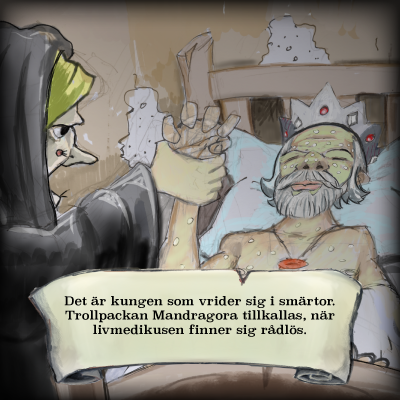 Det är kungen som vrider sig i smärtor.
Trollpackan Mandragora tillkallas, när
livmedikusen finner sig rådlös.